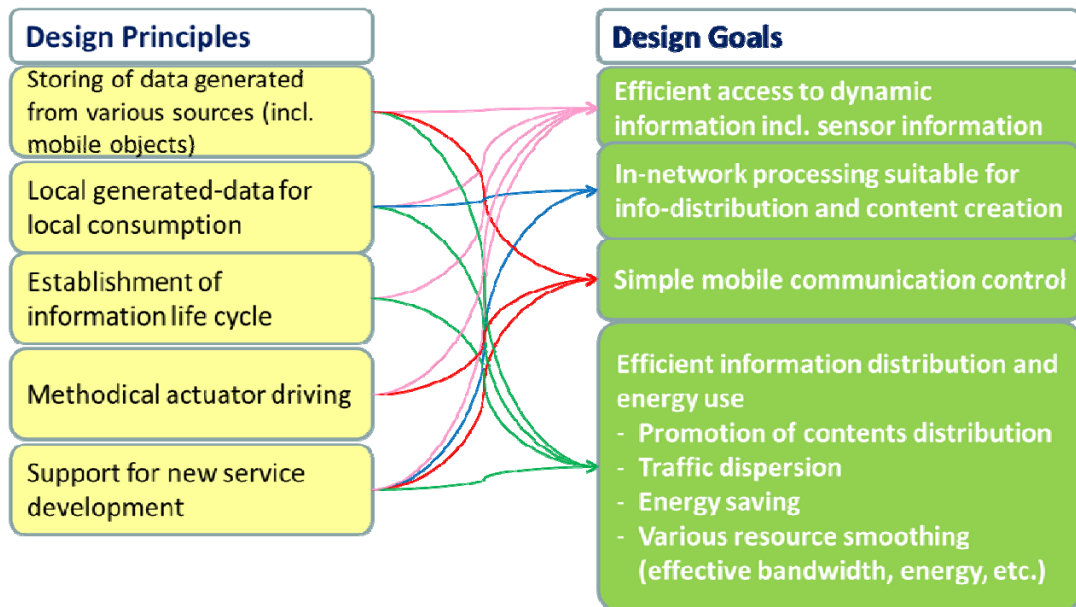 Design Principles
Storing of data generated
from various sources (incl.
mobile objects)
Local generated-data for
local consumption
Establishment of
information life cycle
Methodical actuator driving
Support for new service
development
Design Goals
Efficient access to dynamic
information incl. sensor information
In-network processing suitable for
info-distribution and content creation
Simple mobile communication control
Efficient information distribution and
energy use
- Promotion of contents distribution
- Traffic dispersion
- Energy saving
- Various resource smoothing
(effective bandwidth, energy, etc.)